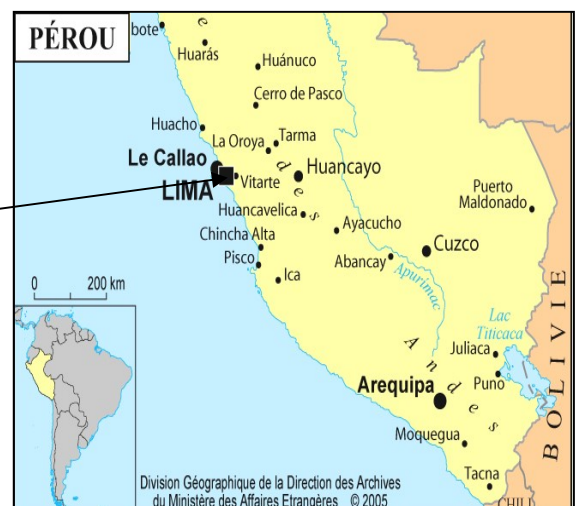 PÉROU
bote
e
Huarás
Huánuco
Cerro de Pasco
Huacho
La Oroya
Tarma
Le Callao
d
Huancayo
LIMA
Vitarte
e
Puerto
Maldonado
Huancavelica
s
Ayacucho
Chincha Alta
Cuzco
Pisco
Abancay
Ica
Apurimac
0 200 km
Lac
Titicaca
BOLIVIE
Juliaca
Andes
Puno
Arequipa
Moquegua
Tacna
Division Géographique de la Direction des Archives
du Ministère des Affaires Etrangères © 2005
CHILI